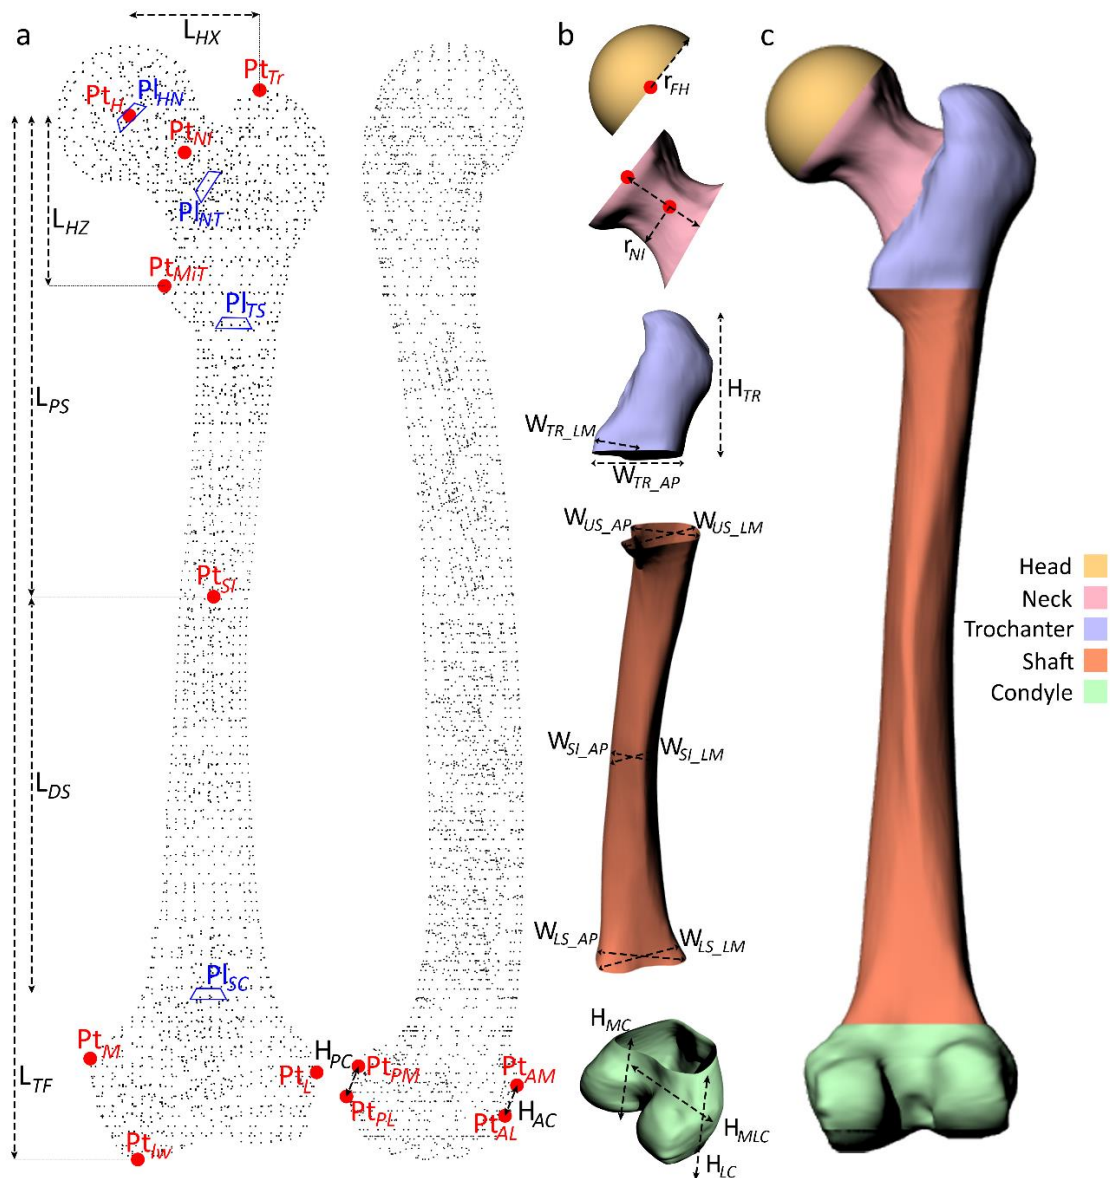 a
L_HX
Pt_Tr
Pt_H
Pl_HN
Pt_NI
Pl_NT
L_HZ
Pt_MiT
Pl_TS
L_PS
Pt_SI
L_DS
Pl_SC
Pt_M
L_TF
Pt_L
H_PC
Pt_PM
Pt_AM
Pt_PL
Pt_AL
H_AC
Pt_Iw
b
r_FH
r_NI
H_TR
W_TR_LM
W_TR_AP
W_US_AP
W_US_LM
W_SI_AP
W_SI_LM
W_LS_AP
W_LS_LM
H_MC
H_MLC
H_LC
c
Head
Neck
Trochanter
Shaft
Condyle